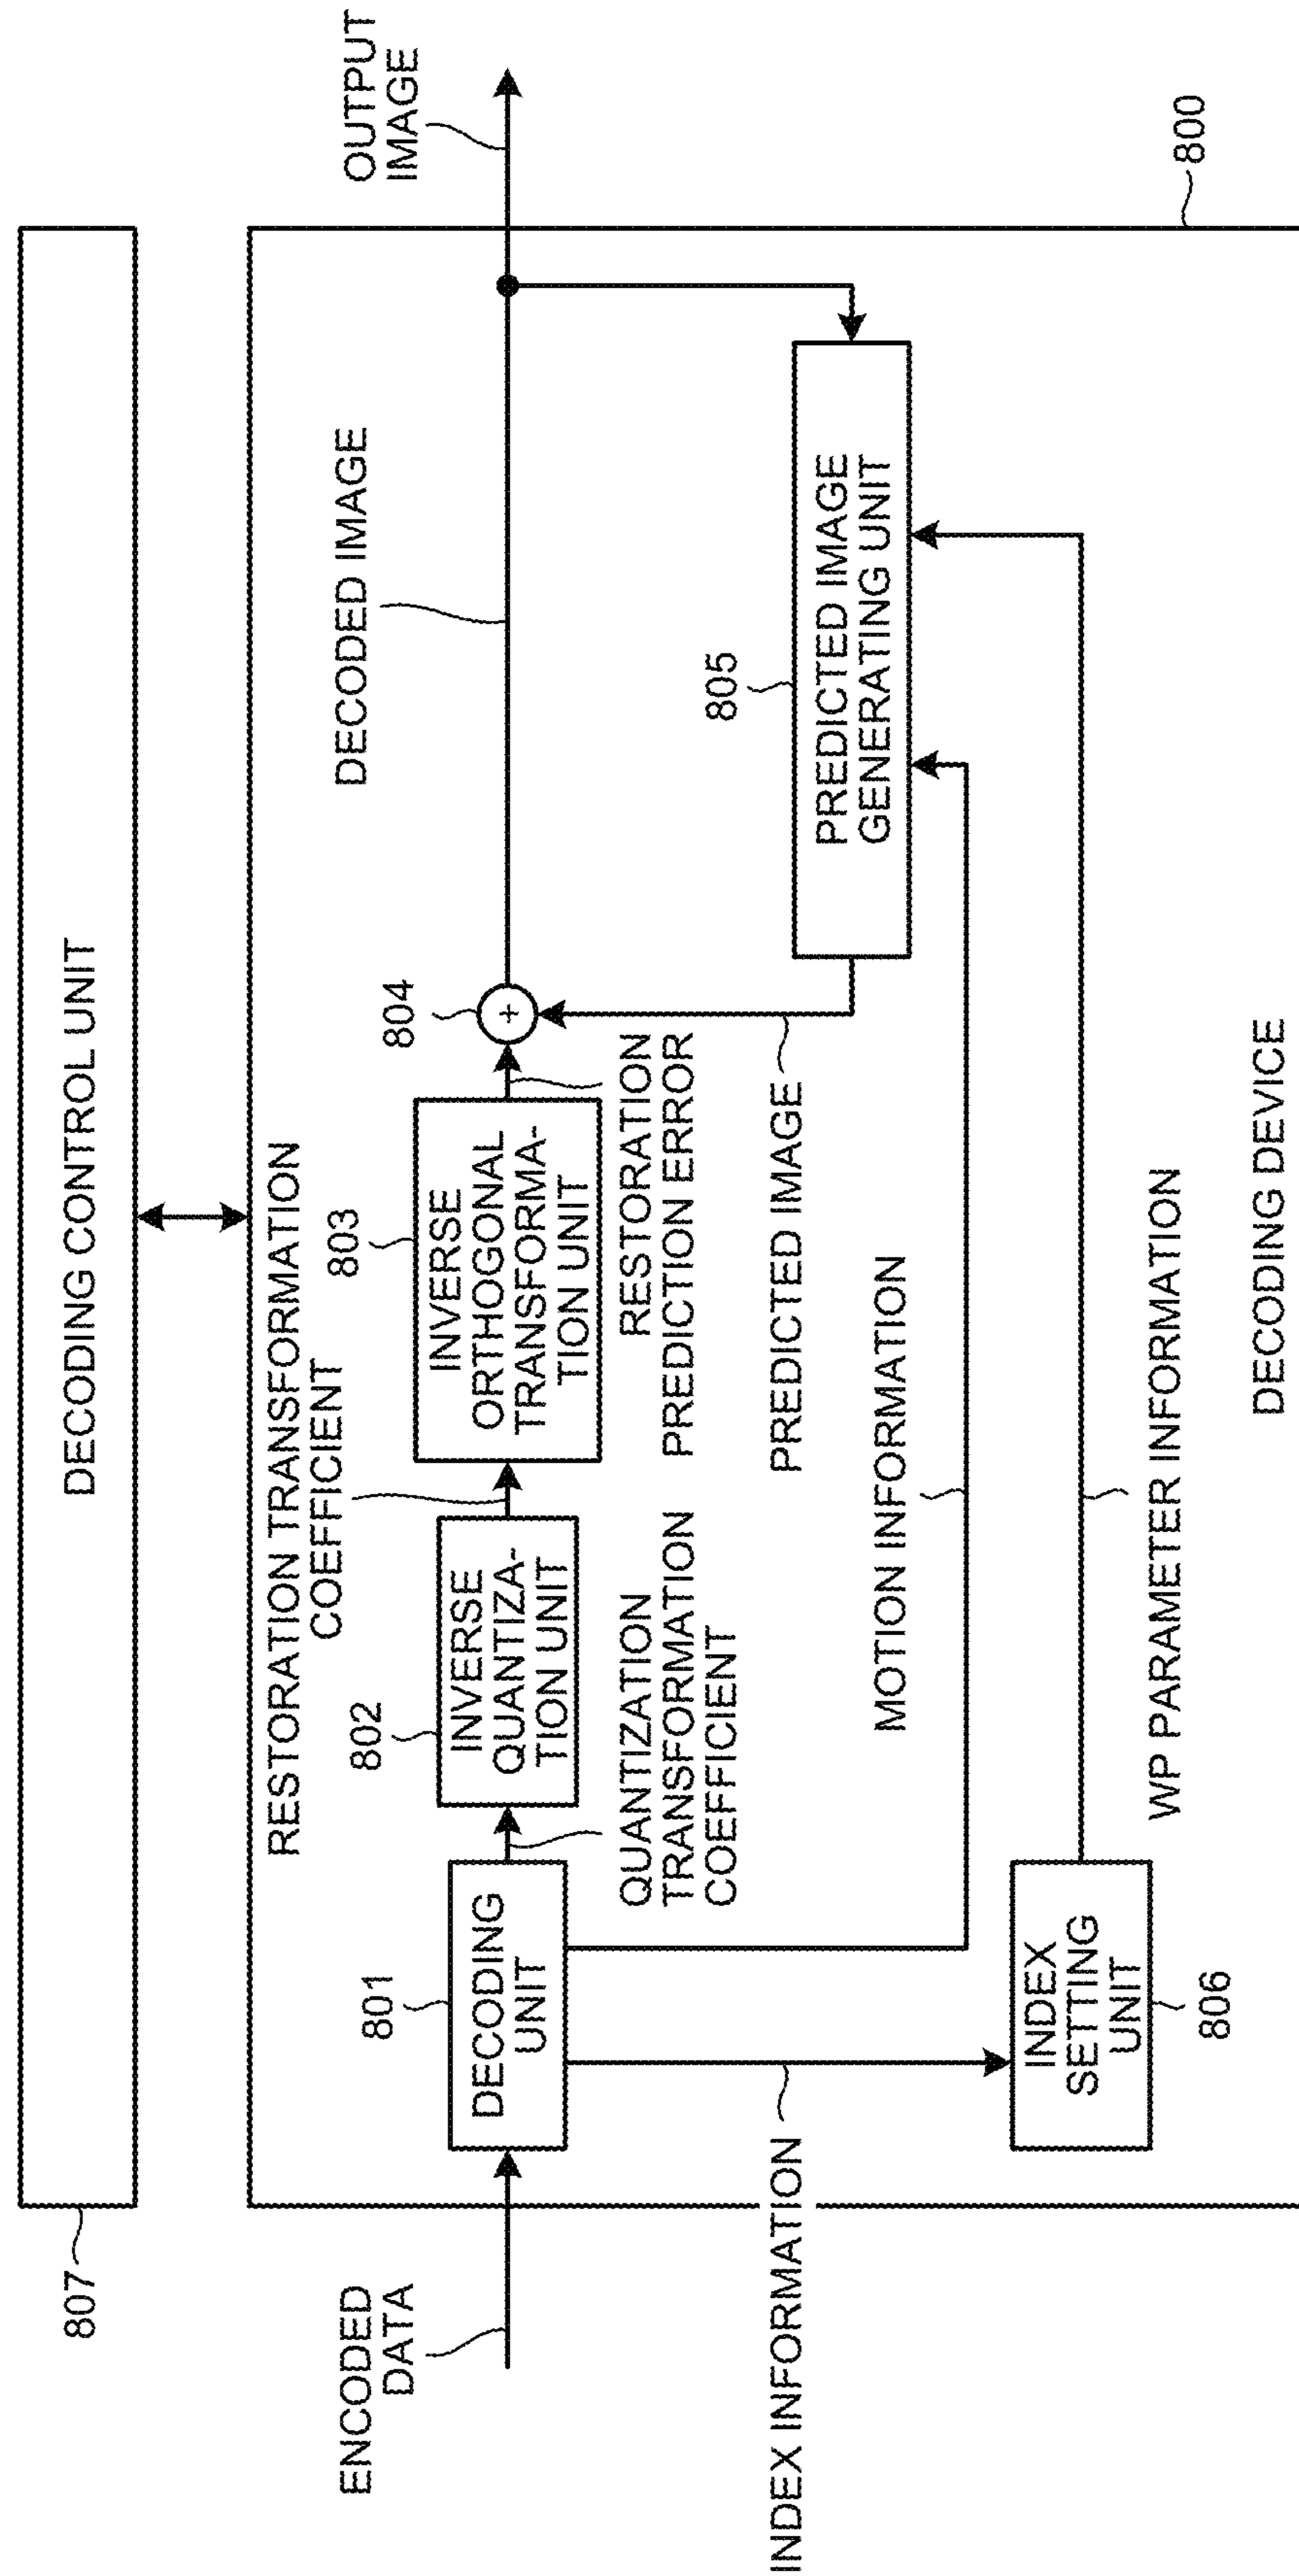 807
DECODING CONTROL UNIT
ENCODED
DATA
RESTORATION TRANSFORMATION
COEFFICIENT
801
DECODING
UNIT
802
INVERSE
QUANTIZA-
TION UNIT
803
INVERSE
ORTHOGONAL
TRANSFORMA-
TION UNIT
804
+
DECODED IMAGE
OUTPUT
IMAGE
QUANTIZATION
TRANSFORMATION
COEFFICIENT
RESTORATION
PREDICTION ERROR
805
PREDICTED IMAGE
GENERATING UNIT
INDEX INFORMATION
PREDICTED IMAGE
MOTION INFORMATION
INDEX
SETTING
UNIT
806
WP PARAMETER INFORMATION
DECODING DEVICE
800